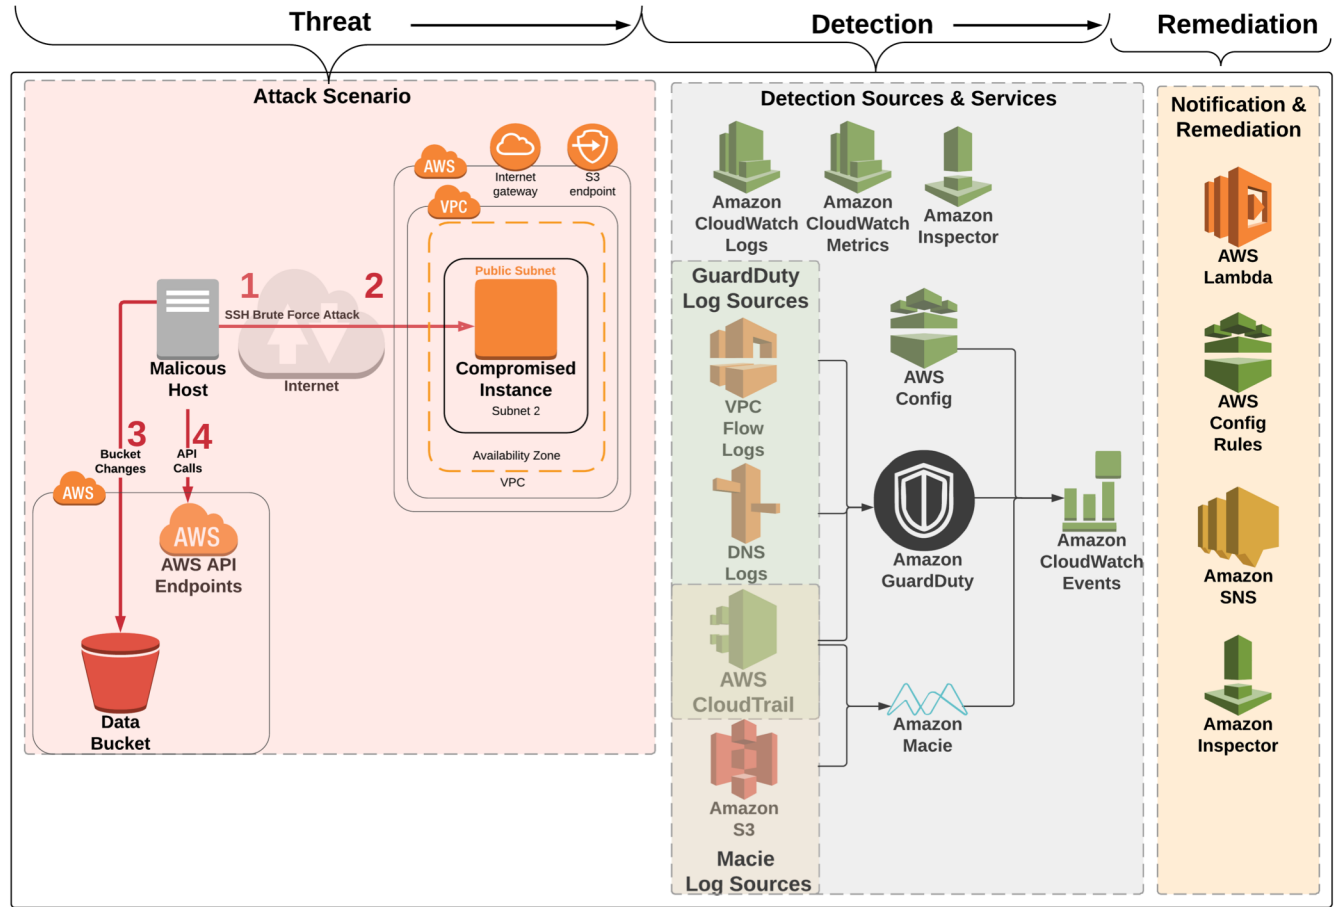 Threat
Detection
Remediation
Attack Scenario
AWS
Internet
gateway
S3
endpoint
VPC
Public Subnet
1
2
SSH Brute Force Attack
Internet
Malicous
Host
Compromised
Instance
Subnet 2
Availability Zone
VPC
3
Bucket
Changes
4
API
Calls
AWS
AWS
AWS API
Endpoints
Data
Bucket
Detection Sources & Services
Amazon
CloudWatch
Logs
Amazon
CloudWatch
Metrics
Amazon
Inspector
GuardDuty
Log Sources
VPC
Flow
Logs
DNS
Logs
AWS
CloudTrail
Amazon
S3
Macie
Log Sources
AWS
Config
Amazon
GuardDuty
Amazon
Macie
Amazon
CloudWatch
Events
Notification &
Remediation
AWS
Lambda
AWS
Config
Rules
Amazon
SNS
Amazon
Inspector